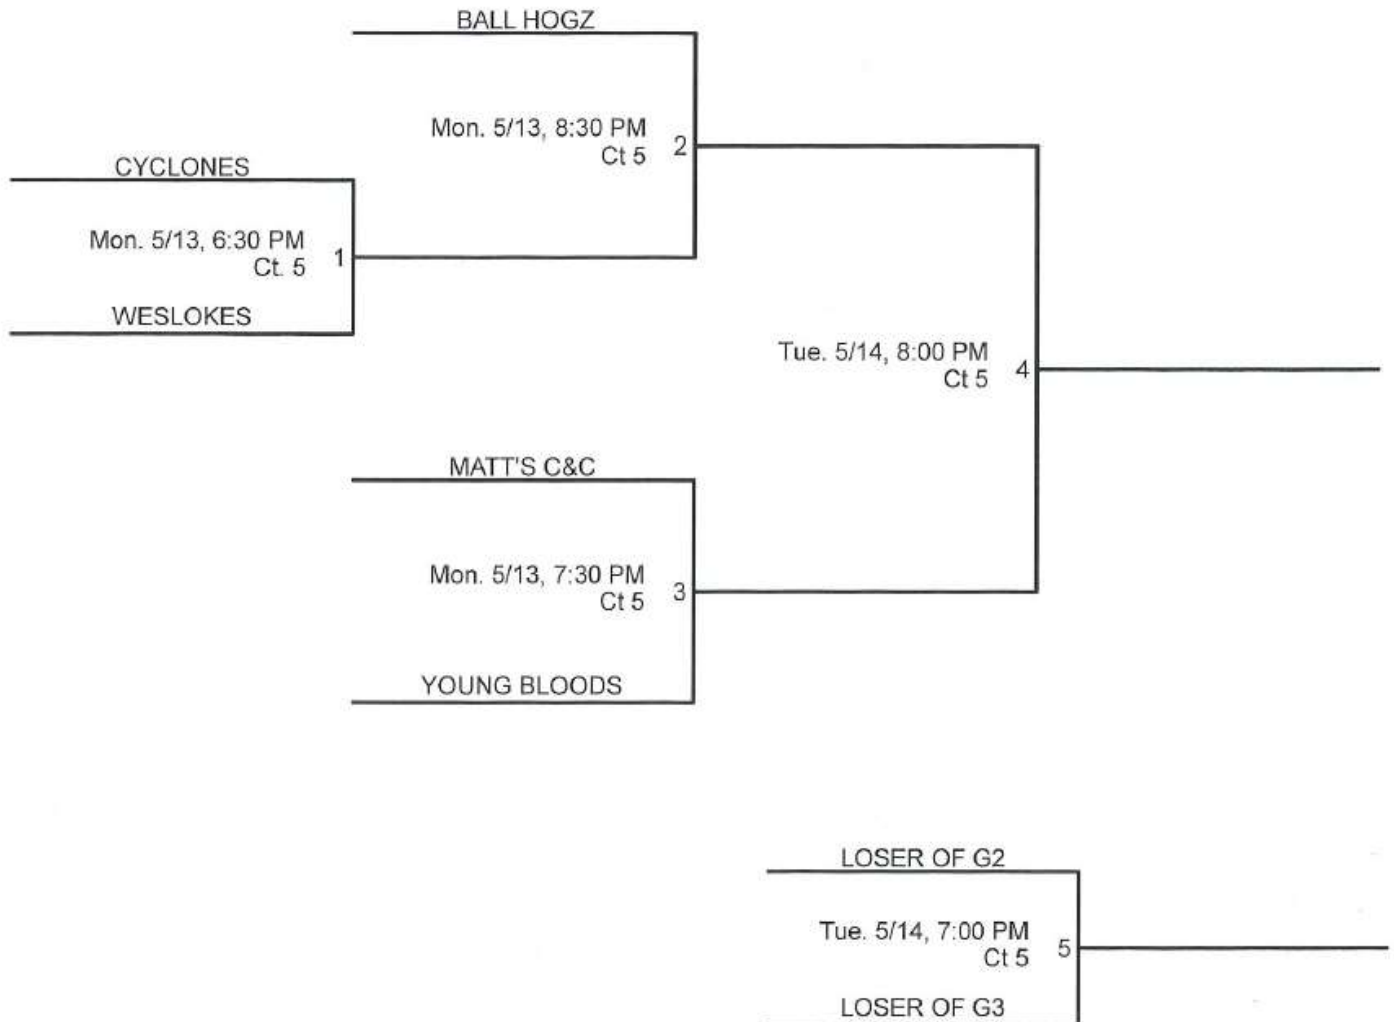 BALL HOGZ
Mon. 5/13, 8:30 PM
Ct 5
2
CYCLONES
Mon. 5/13, 6:30 PM
Ct. 5
1
WESLOKES
Tue. 5/14, 8:00 PM
Ct 5
4
MATT'S C&C
Mon. 5/13, 7:30 PM
Ct 5
3
YOUNG BLOODS
LOSER OF G2
Tue. 5/14, 7:00 PM
Ct 5
5
LOSER OF G3